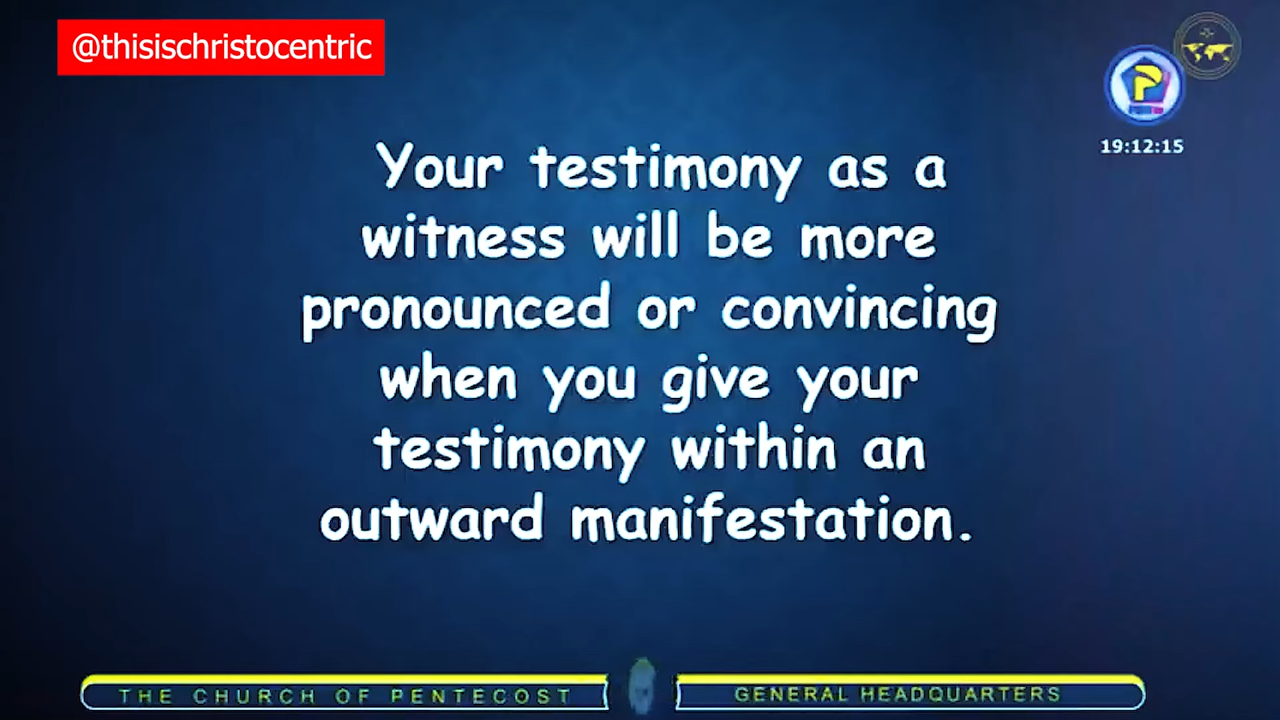 @thisischristocentric
19:12:15
Your testimony as a
witness will be more
pronounced or convincing
when you give your
testimony within an
outward manifestation.
THE CHURCH OF PENTECOST
GENERAL HEADQUARTERS